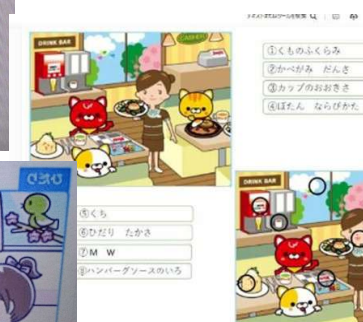 DRINK BAR
①くものふくらみ
②かべがみ だんさ
③カップのおおきさ
④ぼたん ならびかた
⑤くち
⑥ひだり たかさ
⑦M W
⑧ハンバーグソースのいろ
DRINK BAR